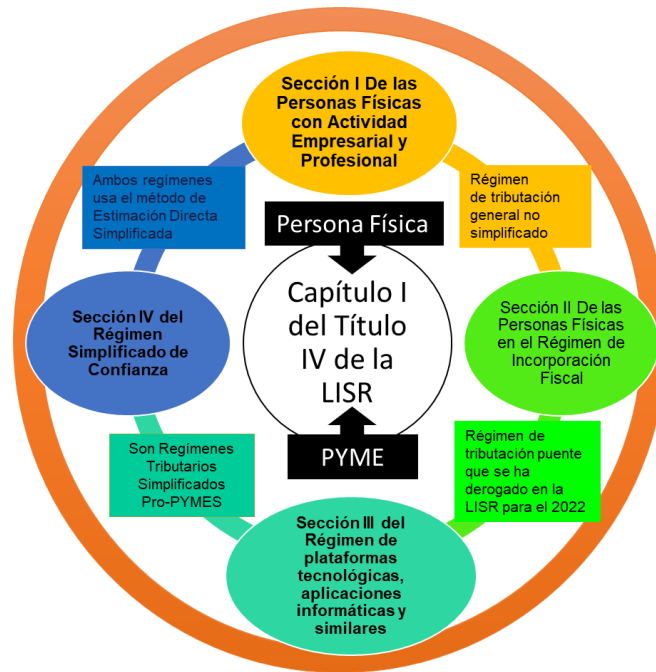 Sección I De las
Personas Físicas
con Actividad
Empresarial y
Profesional
Ambos regímenes
usa el método de
Estimación Directa
Simplificada
Régimen
de tributación
general no
simplificado
Persona Física
Capítulo I
del Título
IV de la
LISR
PYME
Sección IV del
Régimen
Simplificado de
Confianza
Sección II De las
Personas Físicas
en el Régimen de
Incorporación
Fiscal
Son Regímenes
Tributarios
Simplificados
Pro-PYMES
Régimen de
tributación puente
que se ha
derogado en la
LISR para el 2022
Sección III del
Régimen de
plataformas
tecnológicas,
aplicaciones
informáticas y
similares